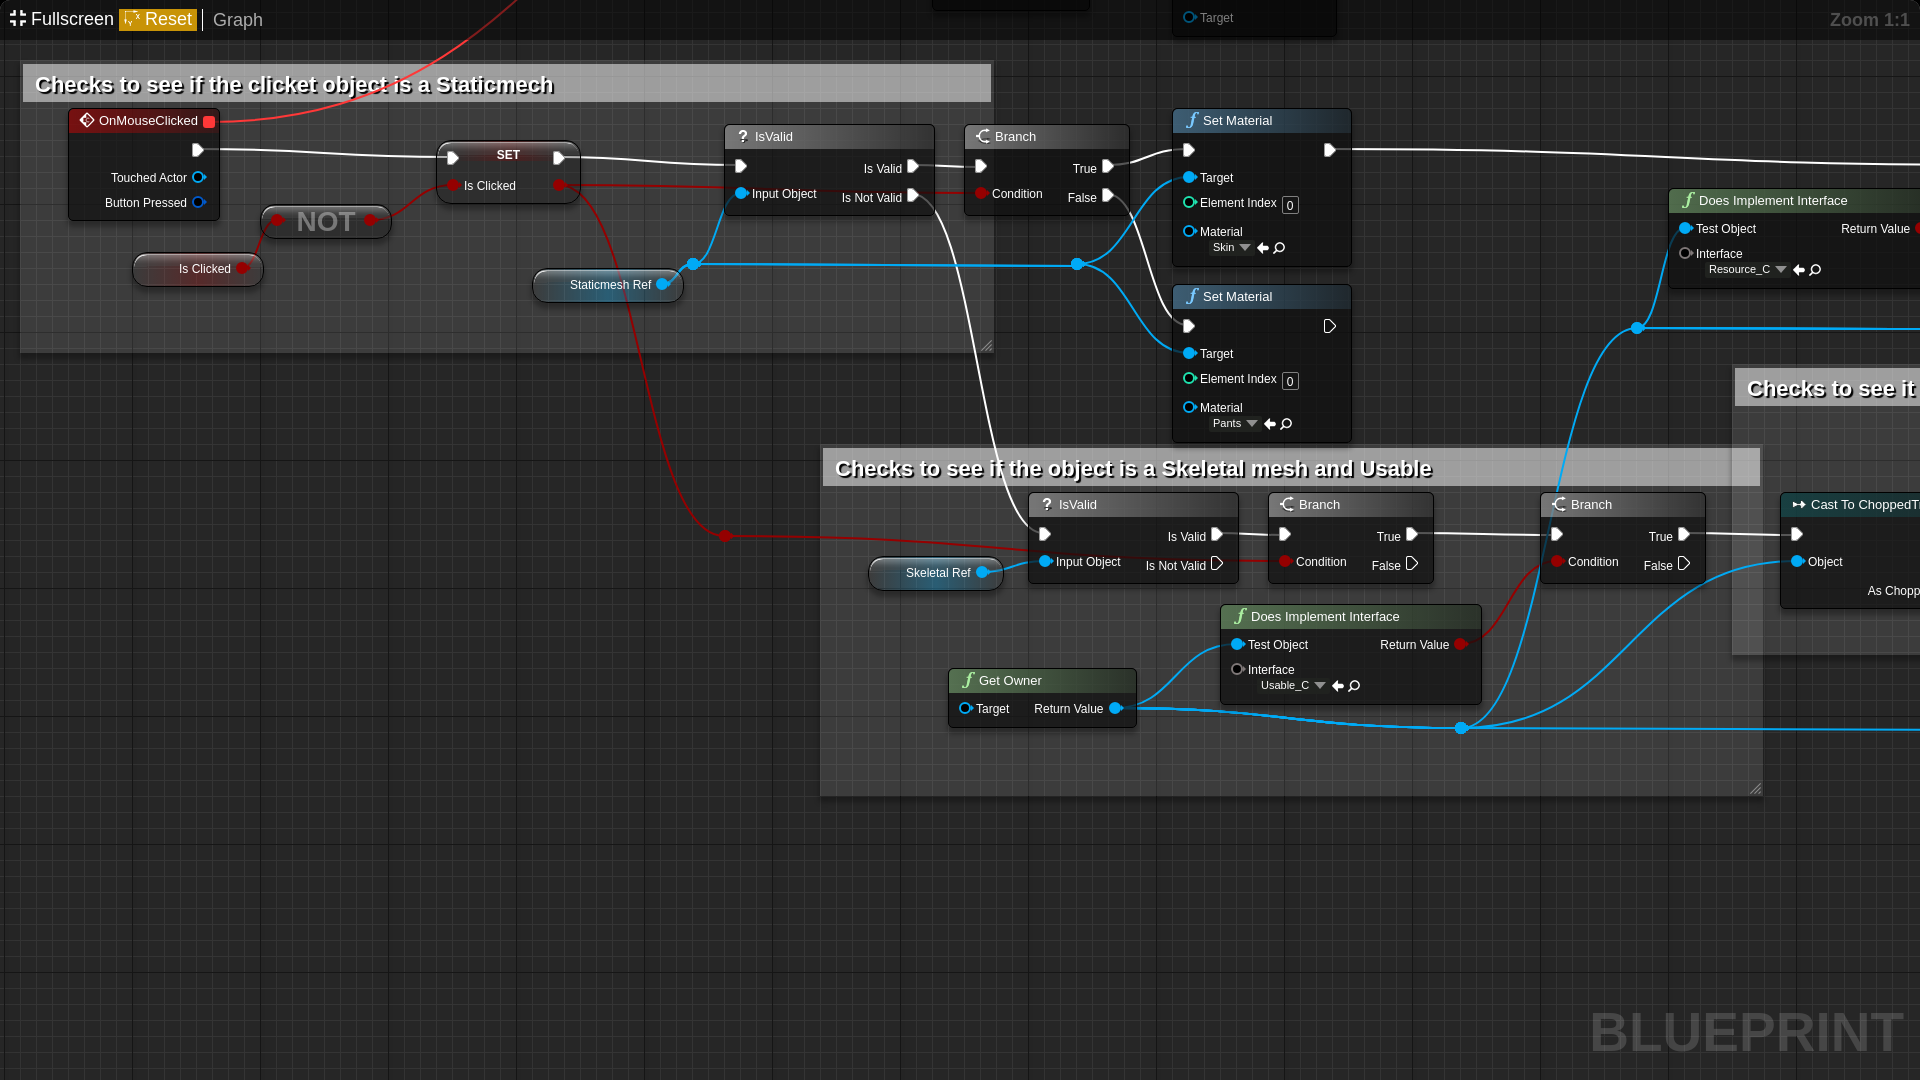 Fullscreen Reset Graph
Zoom 1:1
Target
Checks to see if the clicket object is a Staticmech
OnMouseClicked
Touched Actor
Button Pressed
NOT
Is Clicked
SET
Is Clicked
Staticmesh Ref
? IsValid
Is Valid
Input Object
Is Not Valid
Branch
True
Condition
False
f Set Material
Target
Element Index 0
Material
Skin
f Set Material
Target
Element Index 0
Material
Pants
f Does Implement Interface
Test Object
Return Value
Interface
Resource_C
Checks to see it
Checks to see if the object is a Skeletal mesh and Usable
? IsValid
Is Valid
Input Object
Is Not Valid
Skeletal Ref
Branch
True
Condition
False
Branch
True
Condition
False
Cast To ChoppedTr
Object
As Chopp
f Does Implement Interface
Test Object
Return Value
Interface
Usable_C
f Get Owner
Target
Return Value
BLUEPRINT